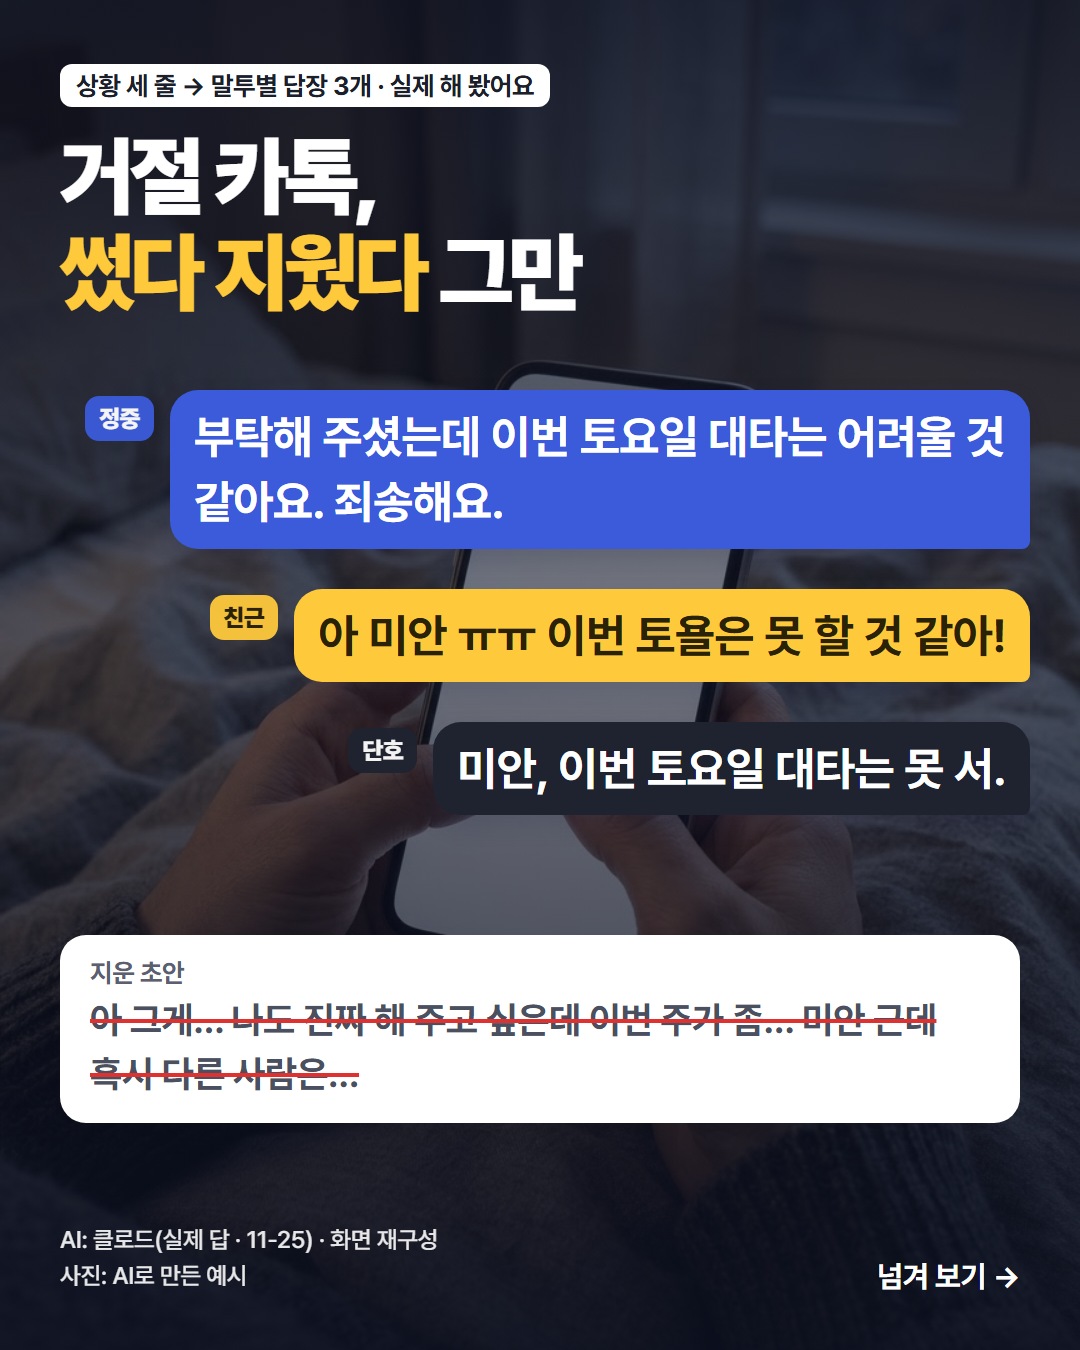 상황 세 줄 → 말투별 답장 3개 · 실제 해 봤어요
거절 카톡,
썼다 지웠다 그만
정중
부탁해 주셨는데 이번 토요일 대타는 어려울 것
같아요. 죄송해요.
친근
아 미안 ㅠㅠ 이번 토욜은 못 할 것 같아!
단호
미안, 이번 토요일 대타는 못 서.
지운 초안
아 그게... 나도 진짜 해 주고 싶은데 이번 주가 좀... 미안 근데
혹시 다른 사람은...
AI: 클로드(실제 답 · 11-25) · 화면 재구성
사진: AI로 만든 예시
넘겨 보기 →